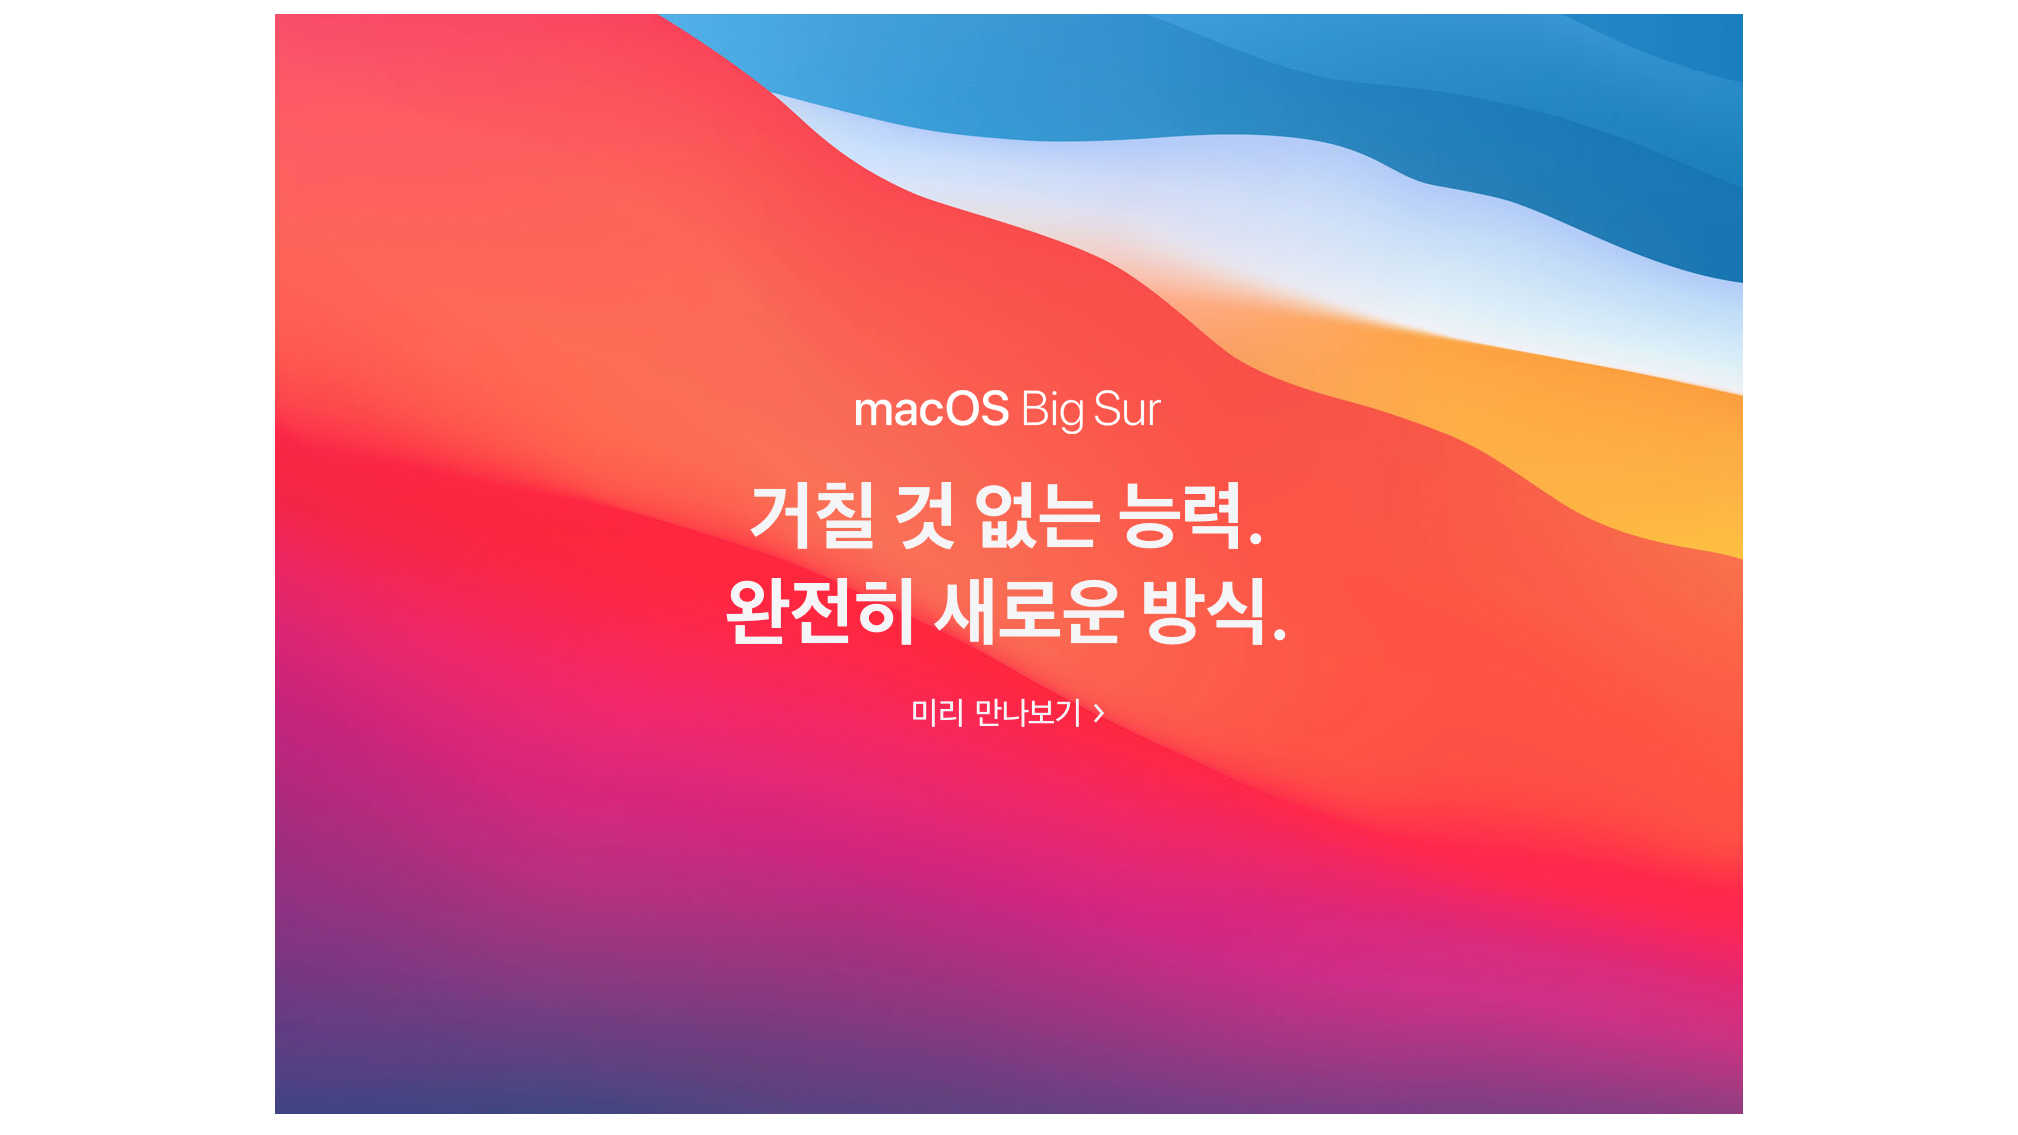 macOS Big Sur
거칠 것 없는 능력.
완전히 새로운 방식.
미리 만나보기 >